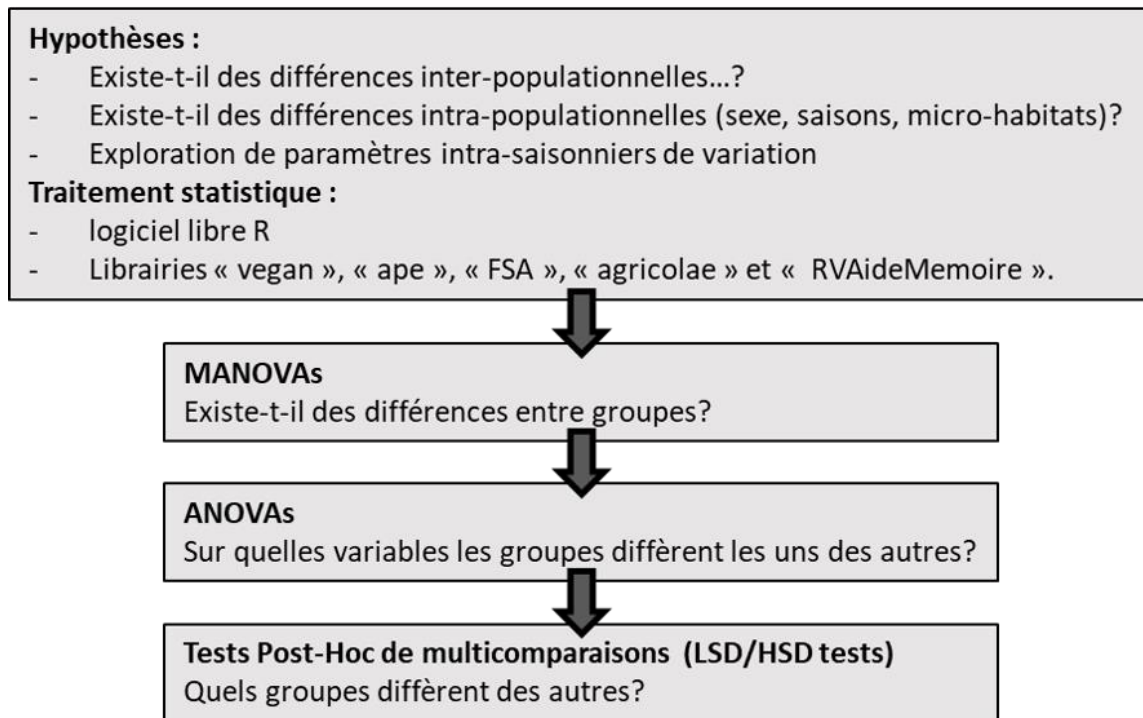 Hypothèses :
- Existe-t-il des différences inter-populationnelles…?
- Existe-t-il des différences intra-populationnelles (sexe, saisons, micro-habitats)?
- Exploration de paramètres intra-saisonniers de variation
Traitement statistique :
- logiciel libre R
- Librairies « vegan », « ape », « FSA », « agricolae » et « RVAideMemoire ».
MANOVAs
Existe-t-il des différences entre groupes?
ANOVAs
Sur quelles variables les groupes diffèrent les uns des autres?
Tests Post-Hoc de multicomparaisons (LSD/HSD tests)
Quels groupes diffèrent des autres?